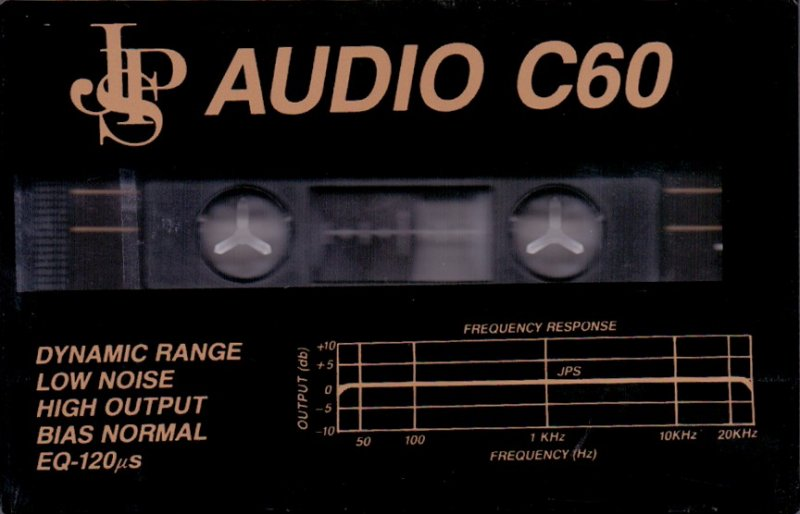 JPS AUDIO C60
DYNAMIC RANGE
LOW NOISE
HIGH OUTPUT
BIAS NORMAL
EQ-120μs
FREQUENCY RESPONSE
OUTPUT (db)
+10
+5
0
-5
-10
JPS
50 100 1 KHz 10KHz 20KHz
FREQUENCY (Hz)